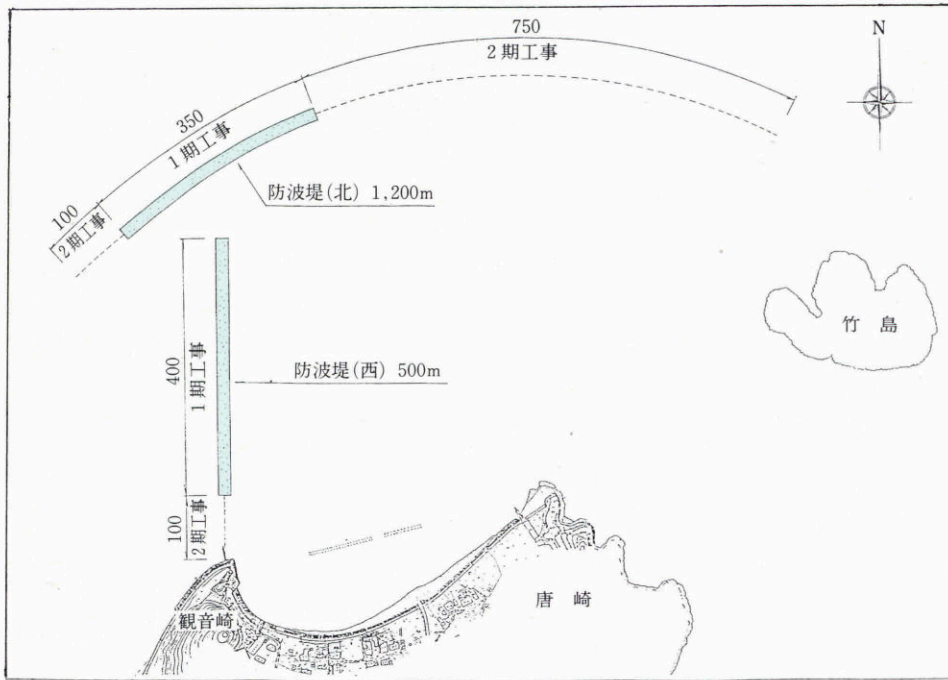 750
2期工事
N
350
1期工事
防波堤(北) 1,200m
100
2期工事
竹 島
400
1期工事
防波堤(西) 500m
100
2期工事
唐 崎
観音崎